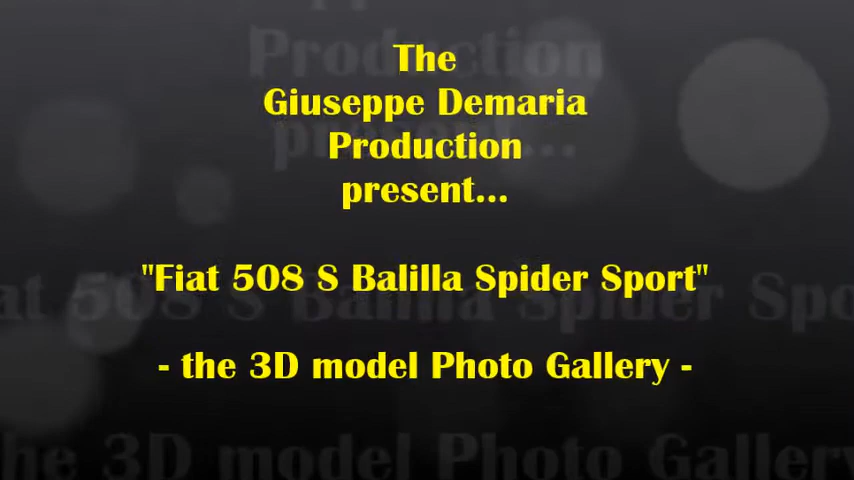 The
Giuseppe Demaria
Production
present...
"Fiat 508 S Balilla Spider Sport"
- the 3D model Photo Gallery -